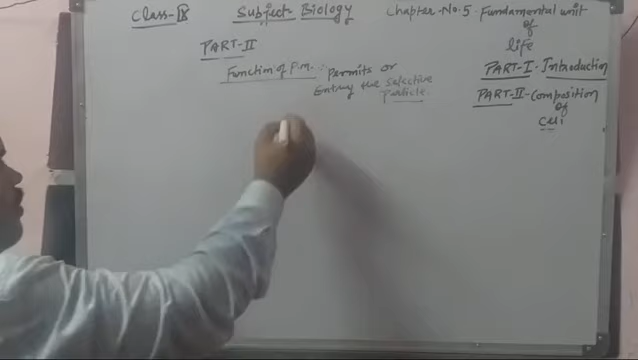 Class-IX Subject- Biology Chapter-No.5- Fundamental unit
of
life
PART-II
Function of P.m. :- Permits or
Entry the selective
particle.
PART-I- Introduction
PART-II-composition
of
cell